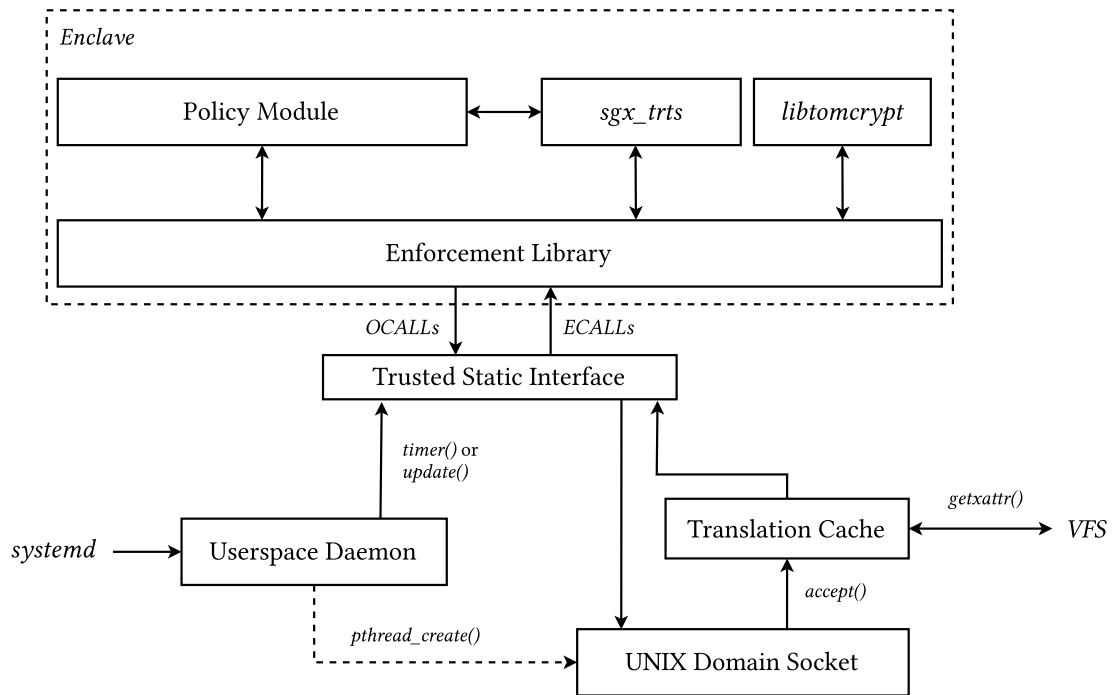 Enclave
Policy Module
sgx_trts
libtomcrypt
Enforcement Library
OCALLs
ECALLs
Trusted Static Interface
timer() or
update()
getxattr()
systemd
Userspace Daemon
Translation Cache
VFS
accept()
pthread_create()
UNIX Domain Socket